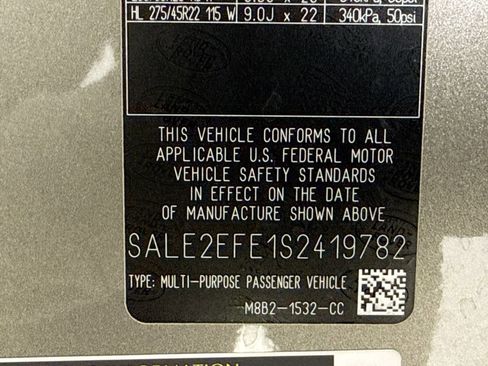 HL 275/45R22 115 W 9.0J x 22 340kPa, 50psi
THIS VEHICLE CONFORMS TO ALL
APPLICABLE U.S. FEDERAL MOTOR
VEHICLE SAFETY STANDARDS
IN EFFECT ON THE DATE
OF MANUFACTURE SHOWN ABOVE
SALE2EFE1S2419782
TYPE: MULTI-PURPOSE PASSENGER VEHICLE
M8B2-1532-CC